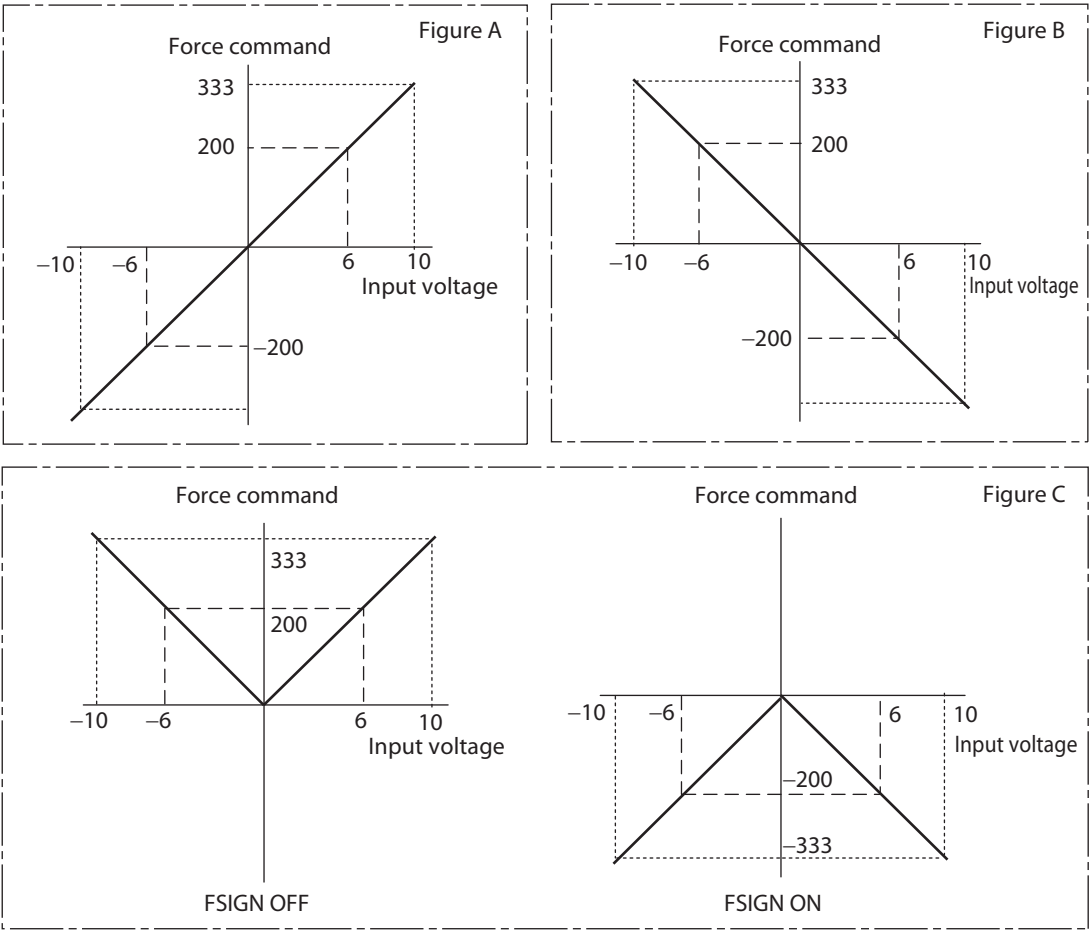 Figure A
Force command
333
200
−10
−6
6
10
Input voltage
−200
Figure B
Force command
333
200
−10
−6
6
10
Input voltage
−200
Figure C
Force command
333
200
−10
−6
6
10
Input voltage
FSIGN OFF
Force command
−10
−6
6
10
Input voltage
−200
−333
FSIGN ON